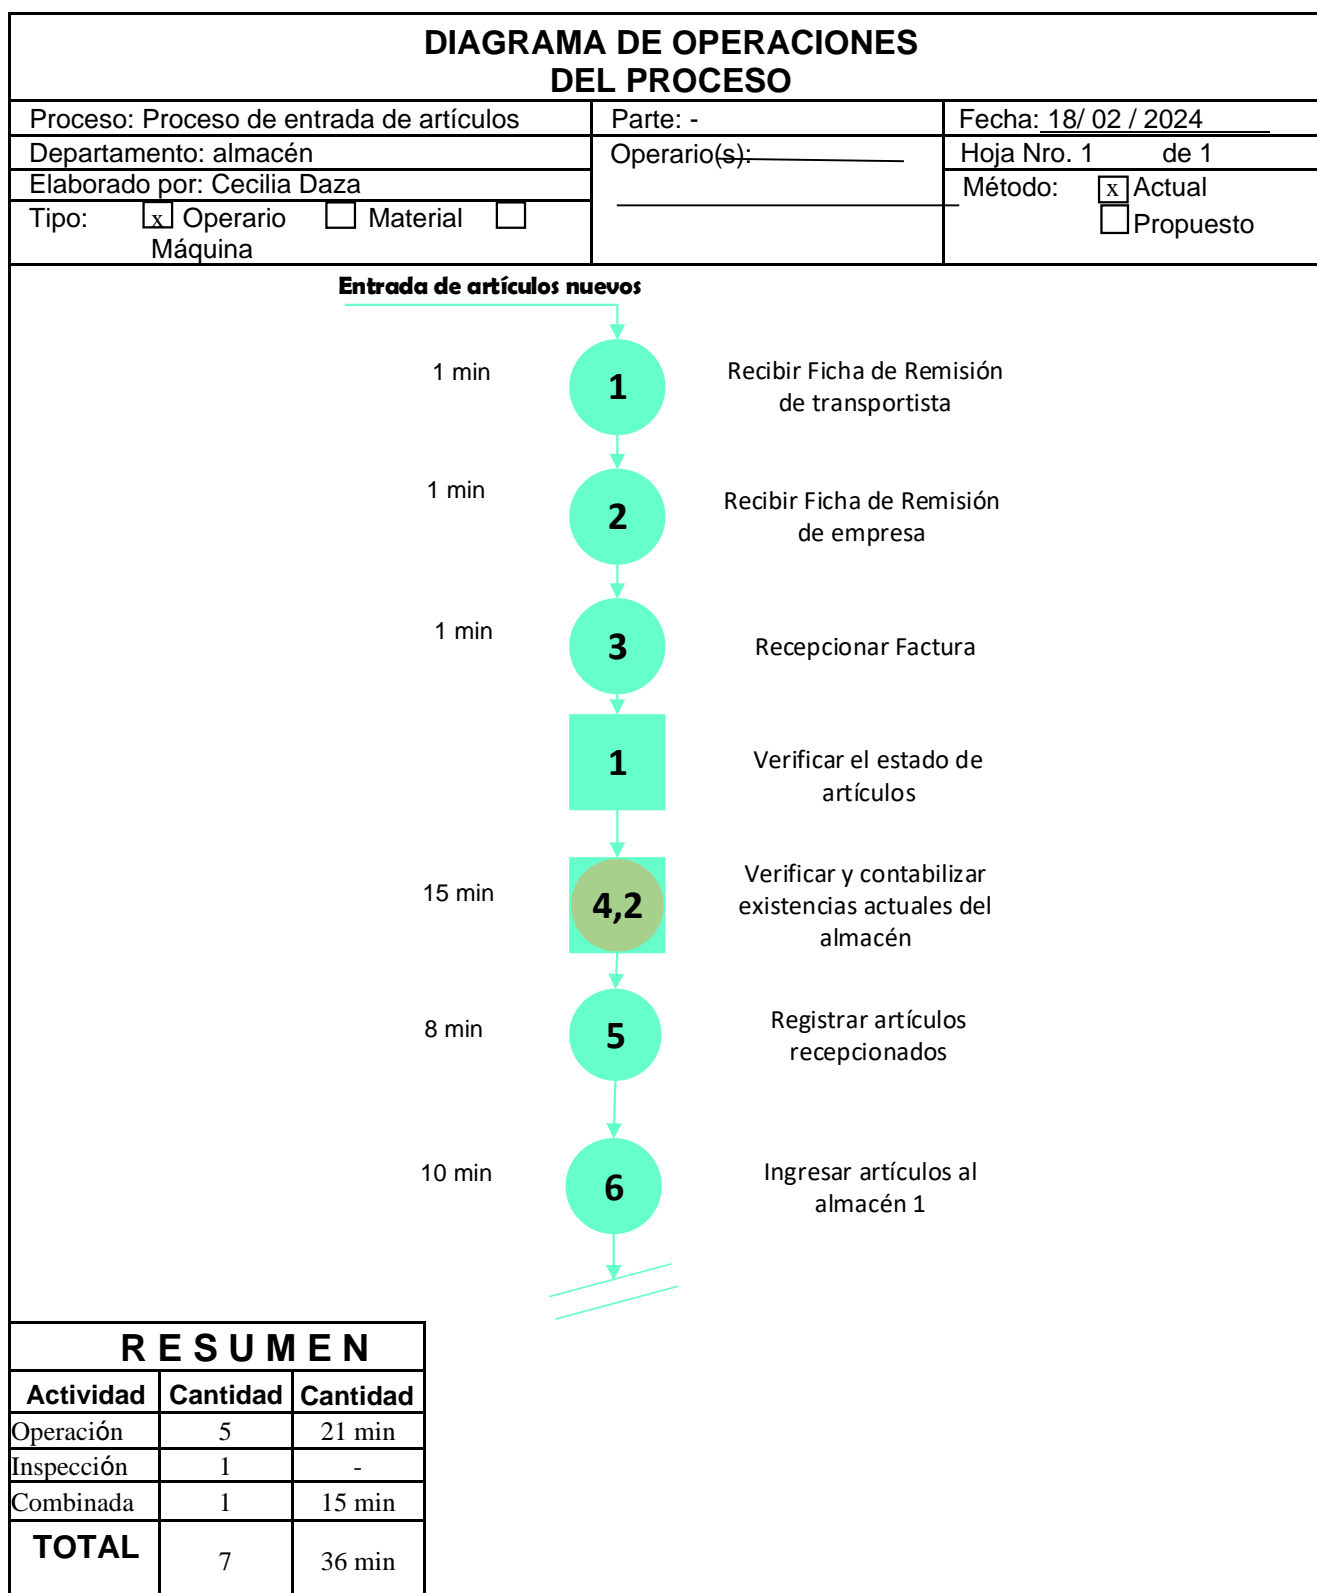 DIAGRAMA DE OPERACIONES
DEL PROCESO
Proceso: Proceso de entrada de artículos
Parte: -
Fecha: 18/ 02 / 2024
Departamento: almacén
Operario(s):
Hoja Nro. 1 de 1
Elaborado por: Cecilia Daza
Método: x Actual
Propuesto
Tipo: x Operario Material
Máquina
Entrada de artículos nuevos
1 min
1
Recibir Ficha de Remisión
de transportista
1 min
2
Recibir Ficha de Remisión
de empresa
1 min
3
Recepcionar Factura
1
Verificar el estado de
artículos
15 min
4,2
Verificar y contabilizar
existencias actuales del
almacén
8 min
5
Registrar artículos
recepcionados
10 min
6
Ingresar artículos al
almacén 1
R E S U M E N
Actividad Cantidad Cantidad
Operación 5 21 min
Inspección 1 -
Combinada 1 15 min
TOTAL 7 36 min